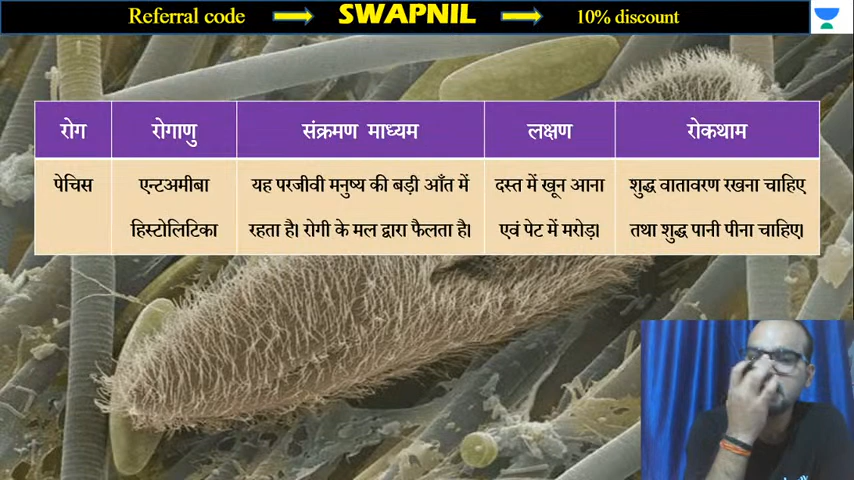 Referral code SWAPNIL 10% discount
रोग रोगाणु संक्रमण माध्यम लक्षण रोकथाम
पेचिस एन्टअमीबा यह परजीवी मनुष्य की बड़ी आँत में दस्त में खून आना शुद्ध वातावरण रखना चाहिए
हिस्टोलिटिका रहता है। रोगी के मल द्वारा फैलता है। एवं पेट में मरोड़। तथा शुद्ध पानी पीना चाहिए।